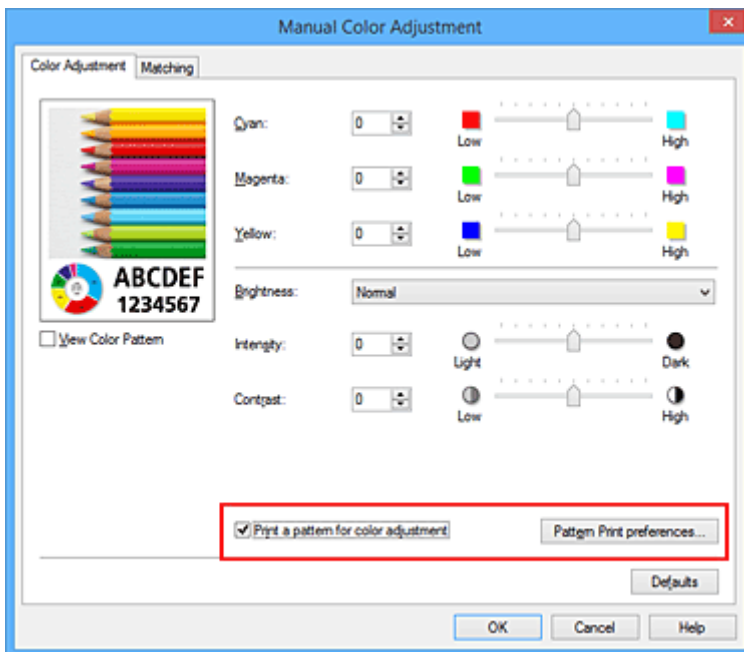 Manual Color Adjustment
Color Adjustment Matching
Cyan: 0 Low High
Magenta: 0 Low High
Yellow: 0 Low High
ABCDEF
1234567
Brightness: Normal
View Color Pattern
Intensity: 0 Light Dark
Contrast: 0 Low High
Print a pattern for color adjustment Pattern Print preferences...
Defaults
OK Cancel Help